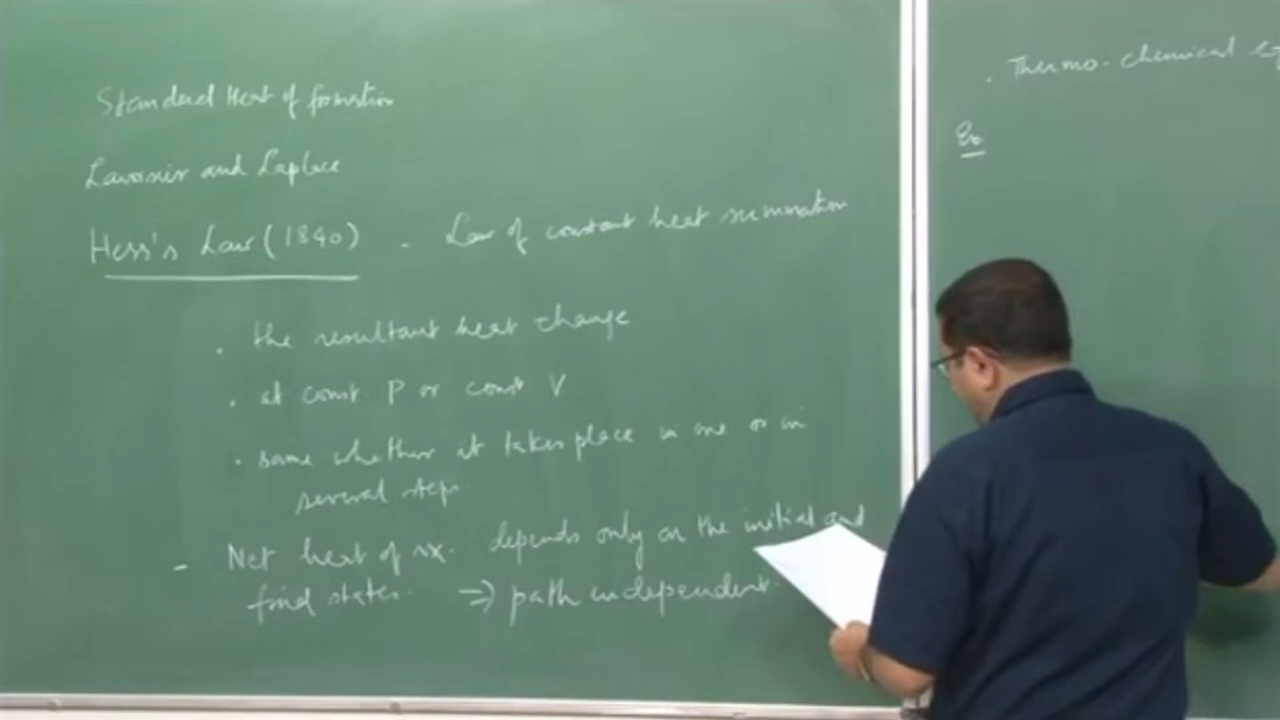 Standard Heat of formation
Lavosier and Laplace
Hess's Law (1840) - Law of constant heat summation
. the resultant heat change
. at const. P or const V
. same whether it takes place in one or in
several steps.
- Net heat of rx. depends only on the initial and
final states. => path independent.
. Thermo-chemical
Ex